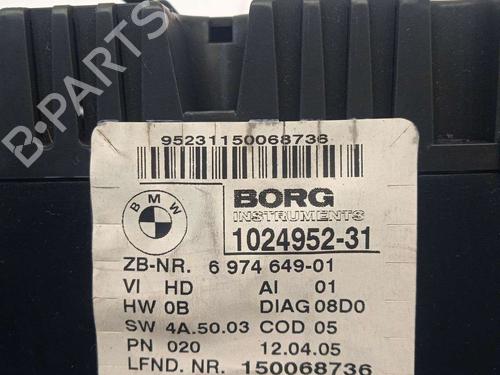 95231150068736
BMW
BORG
INSTRUMENTS
1024952-31
ZB-NR. 6 974 649-01
VI HD AI 01
HW 0B DIAG 08D0
SW 4A.50.03 COD 05
PN 020 12.04.05
LFND. NR. 150068736
B-PARTS